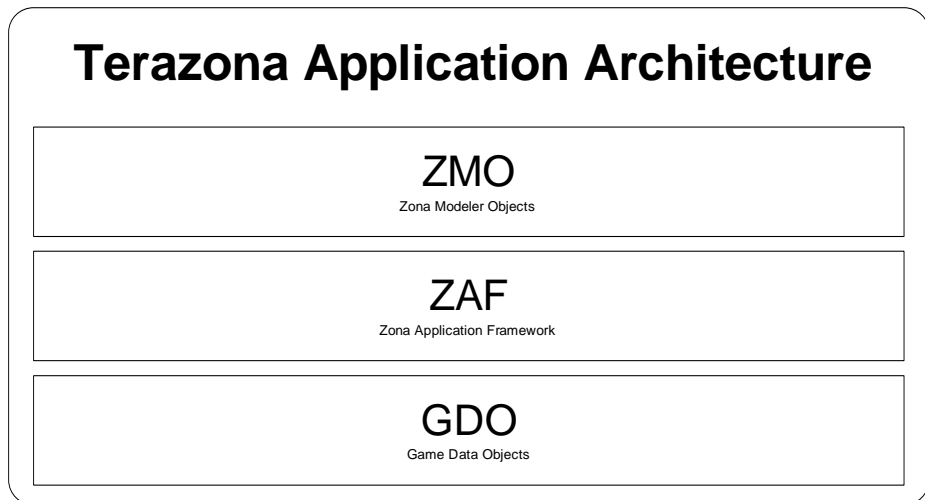 Terazona Application Architecture
ZMO
Zona Modeler Objects
ZAF
Zona Application Framework
GDO
Game Data Objects